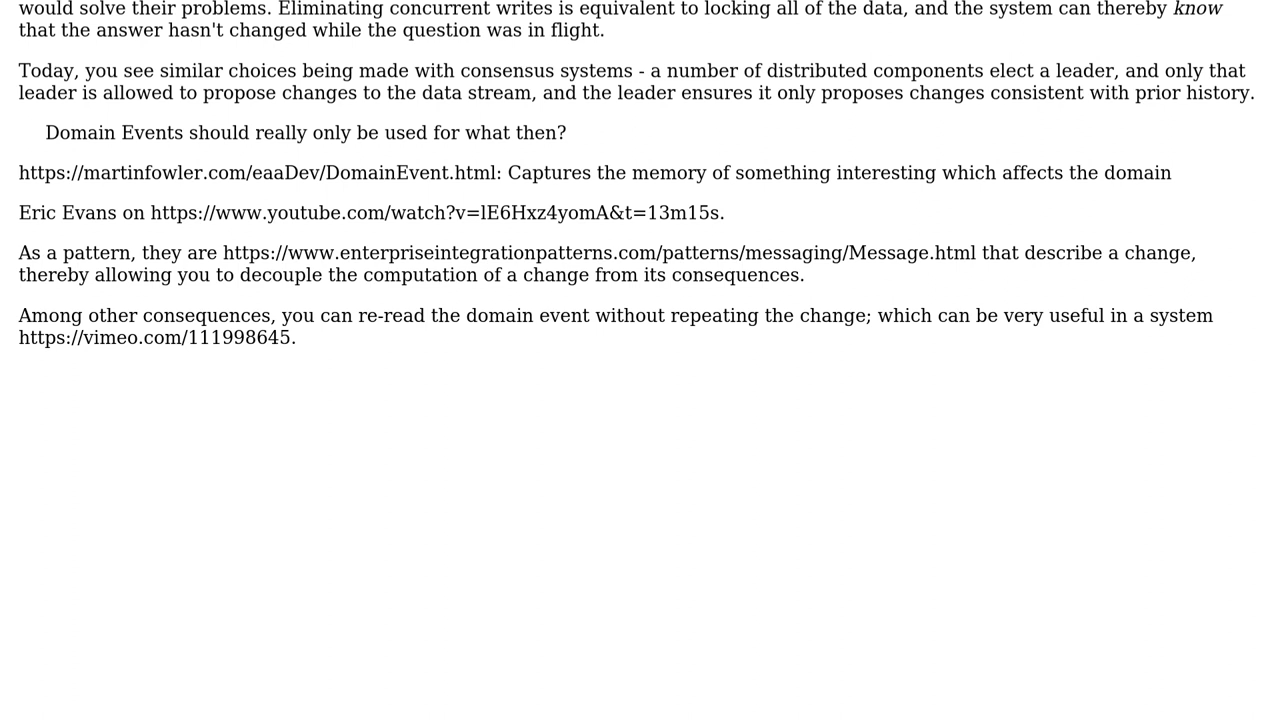 would solve their problems. Eliminating concurrent writes is equivalent to locking all of the data, and the system can thereby know
that the answer hasn't changed while the question was in flight.
Today, you see similar choices being made with consensus systems - a number of distributed components elect a leader, and only that
leader is allowed to propose changes to the data stream, and the leader ensures it only proposes changes consistent with prior history.
Domain Events should really only be used for what then?
https://martinfowler.com/eaaDev/DomainEvent.html: Captures the memory of something interesting which affects the domain
Eric Evans on https://www.youtube.com/watch?v=lE6Hxz4yomA&t=13m15s.
As a pattern, they are https://www.enterpriseintegrationpatterns.com/patterns/messaging/Message.html that describe a change,
thereby allowing you to decouple the computation of a change from its consequences.
Among other consequences, you can re-read the domain event without repeating the change; which can be very useful in a system
https://vimeo.com/111998645.